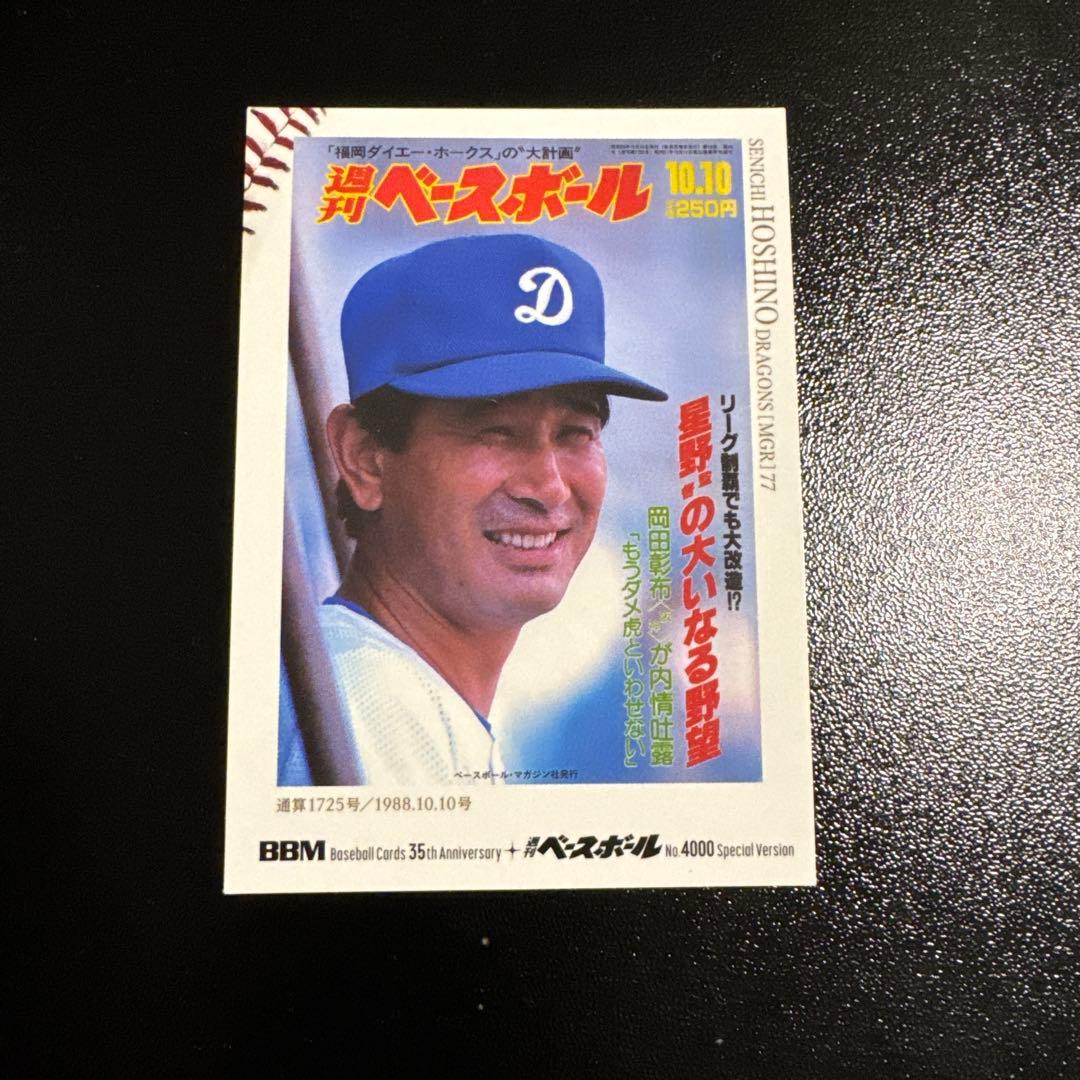 「福岡ダイエー・ホークス」の"大計画"
週刊ベースボール
10.10
250円
SENICHI HOSHINO DRAGONS [MGR] 77
リーグ制覇でも大改造!?
星野の大いなる野望
岡田彰布〈阪神〉が内情吐露
「もうダメ虎といわせない」
ベースボール・マガジン社発行
通算1725号／1988.10.10号
BBM Baseball Cards 35th Anniversary + 週刊ベースボール No.4000 Special Version